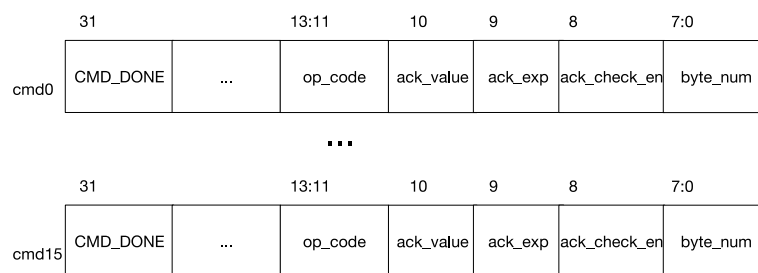 31 13:11 10 9 8 7:0
cmd0 CMD_DONE ... op_code ack_value ack_exp ack_check_en byte_num
...
31 13:11 10 9 8 7:0
cmd15 CMD_DONE ... op_code ack_value ack_exp ack_check_en byte_num